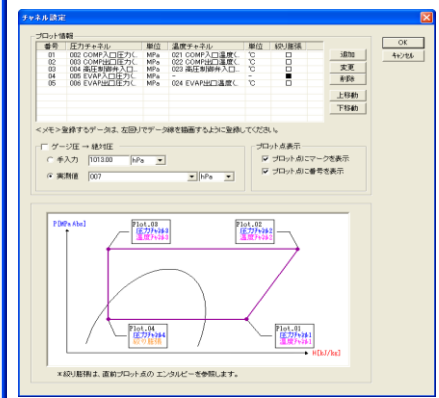 チャネル設定
プロット情報
番号 圧力チャネル 単位 温度チャネル 単位 絞り膨張
01 002 COMP入口圧力(.. MPa 021 COMP入口温度(.. ℃ □
02 003 COMP出口圧力(.. MPa 022 COMP出口温度(.. ℃ □
03 004 高圧制御弁入口.. MPa 023 高圧制御弁入口.. ℃ □
04 005 EVAP入口圧力(.. MPa - - ■
05 006 EVAP出口圧力(.. MPa 024 EVAP出口温度(.. ℃ □
追加
変更
削除
上移動
下移動
OK
キャンセル
<メモ>登録するデータは、左回りでデータ線を描画するように登録してください。
ゲージ圧 → 絶対圧
手入力 1013.00 hPa
実測値 007 hPa
プロット点表示
プロット点にマークを表示
プロット点に番号を表示
P[MPa Abs]
Plot.03
圧力チャネル3
温度チャネル3
Plot.02
圧力チャネル2
温度チャネル2
Plot.04
圧力チャネル4
絞り膨張
Plot.01
圧力チャネル1
温度チャネル1
H[kJ/kg]
※絞り膨張は、直前プロット点の エンタルピーを参照します。